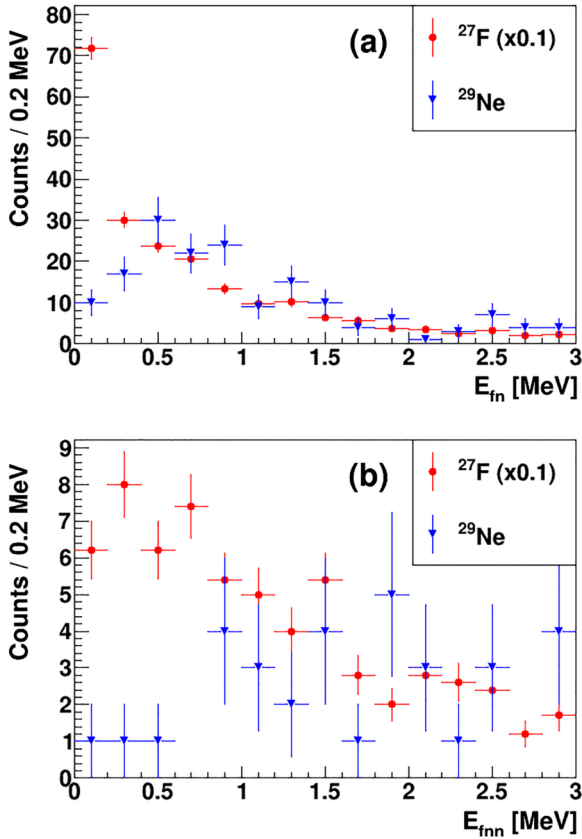 (a)
²⁷F (x0.1)
²⁹Ne
Counts / 0.2 MeV
80
70
60
50
40
30
20
10
0
0 0.5 1 1.5 2 2.5 3
E_fn [MeV]
(b)
²⁷F (x0.1)
²⁹Ne
Counts / 0.2 MeV
9
8
7
6
5
4
3
2
1
0
0 0.5 1 1.5 2 2.5 3
E_fnn [MeV]